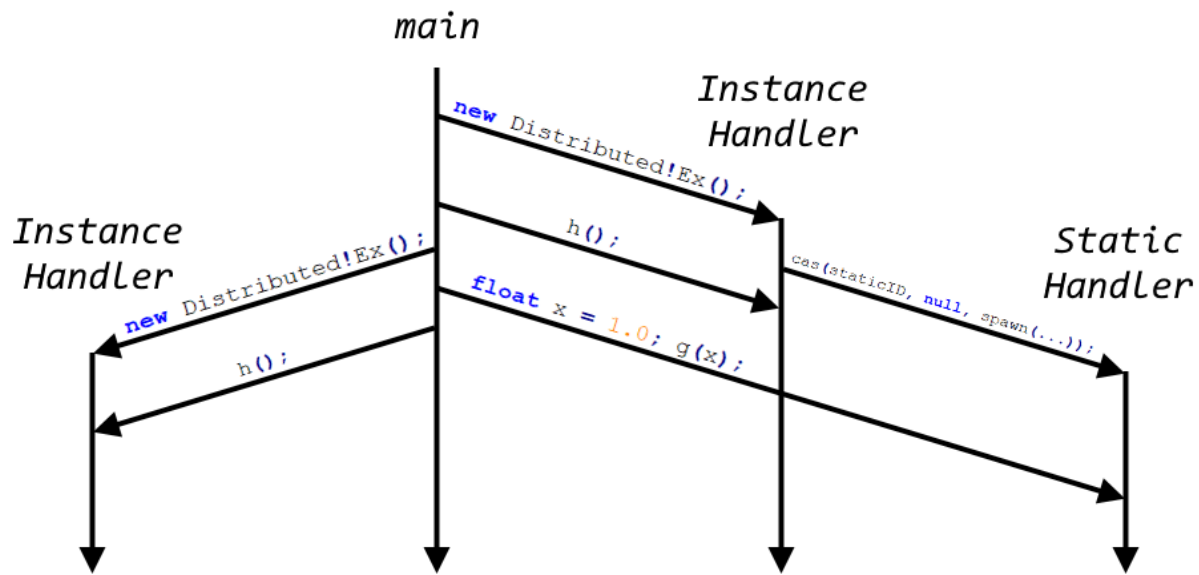 main
Instance
Handler
new Distributed!Ex();
h();
Instance
Handler
new Distributed!Ex();
h();
float x = 1.0; g(x);
cas(staticID, null, spawn(...));
Static
Handler